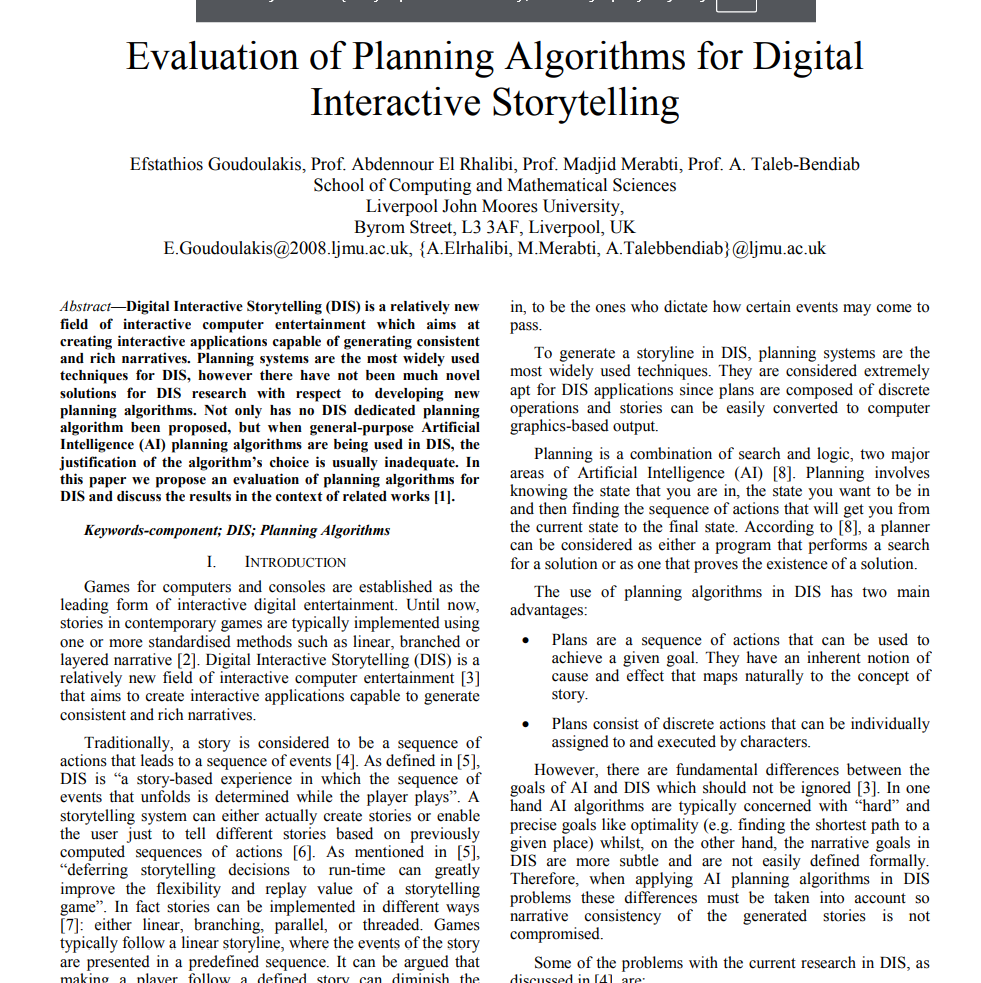 Evaluation of Planning Algorithms for Digital
Interactive Storytelling
Efstathios Goudoulakis, Prof. Abdennour El Rhalibi, Prof. Madjid Merabti, Prof. A. Taleb-Bendiab
School of Computing and Mathematical Sciences
Liverpool John Moores University,
Byrom Street, L3 3AF, Liverpool, UK
E.Goudoulakis@2008.ljmu.ac.uk, {A.Elrhalibi, M.Merabti, A.Talebbendiab}@ljmu.ac.uk
Abstract—Digital Interactive Storytelling (DIS) is a relatively new
field of interactive computer entertainment which aims at
creating interactive applications capable of generating consistent
and rich narratives. Planning systems are the most widely used
techniques for DIS, however there have not been much novel
solutions for DIS research with respect to developing new
planning algorithms. Not only has no DIS dedicated planning
algorithm been proposed, but when general-purpose Artificial
Intelligence (AI) planning algorithms are being used in DIS, the
justification of the algorithm's choice is usually inadequate. In
this paper we propose an evaluation of planning algorithms for
DIS and discuss the results in the context of related works [1].
Keywords-component; DIS; Planning Algorithms
I. INTRODUCTION
Games for computers and consoles are established as the
leading form of interactive digital entertainment. Until now,
stories in contemporary games are typically implemented using
one or more standardised methods such as linear, branched or
layered narrative [2]. Digital Interactive Storytelling (DIS) is a
relatively new field of interactive computer entertainment [3]
that aims to create interactive applications capable to generate
consistent and rich narratives.
Traditionally, a story is considered to be a sequence of
actions that leads to a sequence of events [4]. As defined in [5],
DIS is “a story-based experience in which the sequence of
events that unfolds is determined while the player plays”. A
storytelling system can either actually create stories or enable
the user just to tell different stories based on previously
computed sequences of actions [6]. As mentioned in [5],
“deferring storytelling decisions to run-time can greatly
improve the flexibility and replay value of a storytelling
game”. In fact stories can be implemented in different ways
[7]: either linear, branching, parallel, or threaded. Games
typically follow a linear storyline, where the events of the story
are presented in a predefined sequence. It can be argued that
making a player follow a defined story can diminish the
in, to be the ones who dictate how certain events may come to
pass.
To generate a storyline in DIS, planning systems are the
most widely used techniques. They are considered extremely
apt for DIS applications since plans are composed of discrete
operations and stories can be easily converted to computer
graphics-based output.
Planning is a combination of search and logic, two major
areas of Artificial Intelligence (AI) [8]. Planning involves
knowing the state that you are in, the state you want to be in
and then finding the sequence of actions that will get you from
the current state to the final state. According to [8], a planner
can be considered as either a program that performs a search
for a solution or as one that proves the existence of a solution.
The use of planning algorithms in DIS has two main
advantages:
• Plans are a sequence of actions that can be used to
achieve a given goal. They have an inherent notion of
cause and effect that maps naturally to the concept of
story.
• Plans consist of discrete actions that can be individually
assigned to and executed by characters.
However, there are fundamental differences between the
goals of AI and DIS which should not be ignored [3]. In one
hand AI algorithms are typically concerned with “hard” and
precise goals like optimality (e.g. finding the shortest path to a
given place) whilst, on the other hand, the narrative goals in
DIS are more subtle and are not easily defined formally.
Therefore, when applying AI planning algorithms in DIS
problems these differences must be taken into account so
narrative consistency of the generated stories is not
compromised.
Some of the problems with the current research in DIS, as
discussed in [4], are: